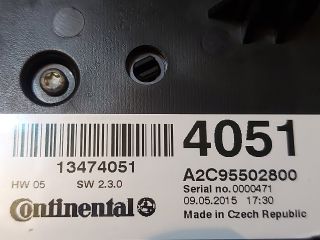 4051
13474051
A2C95502800
HW 05 SW 2.3.0
Serial no. 0000471
09.05.2015 17:30
Continental
Made in Czech Republic